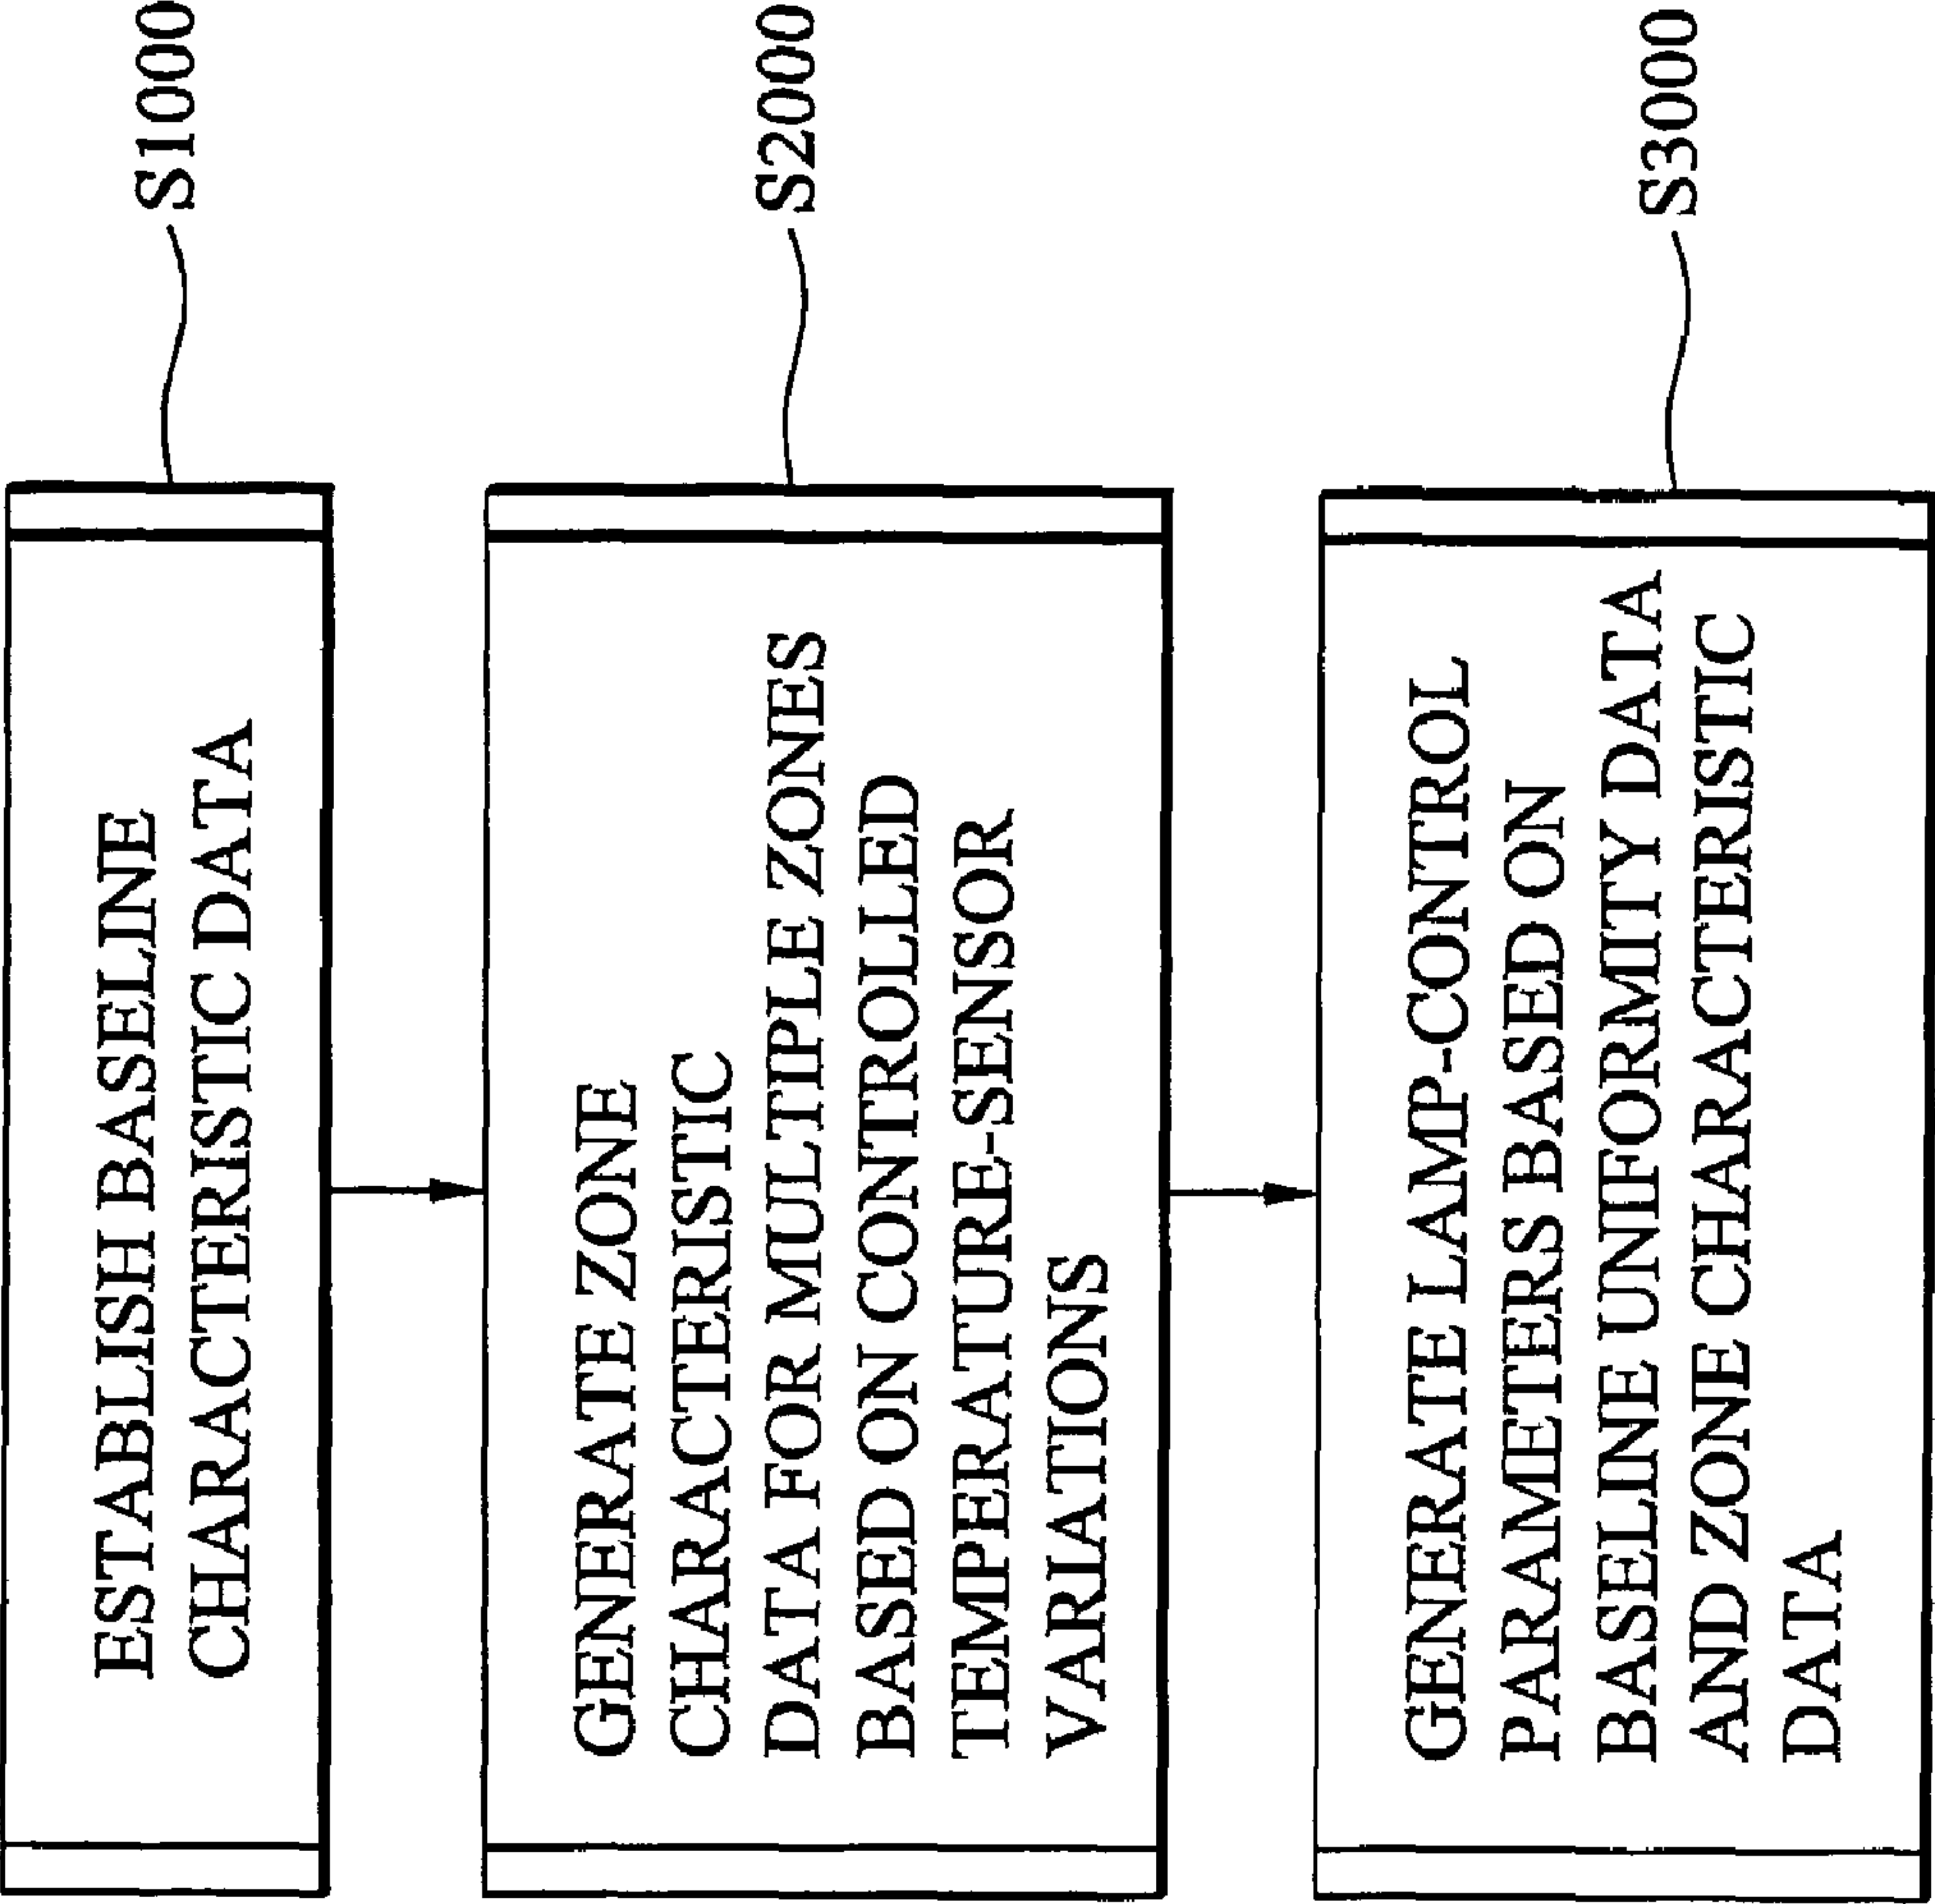 ESTABLISH BASELINE
CHARACTERISTIC DATA
S1000
GENERATE ZONE
CHARACTERISTIC
DATA FOR MULTIPLE ZONES
BASED ON CONTROLLED
TEMPERATURE-SENSOR
VARIATIONS
S2000
GENERATE LAMP-CONTROL
PARAMETERS BASED ON
BASELINE UNIFORMITY DATA
AND ZONE CHARACTERISTIC
DATA
S3000